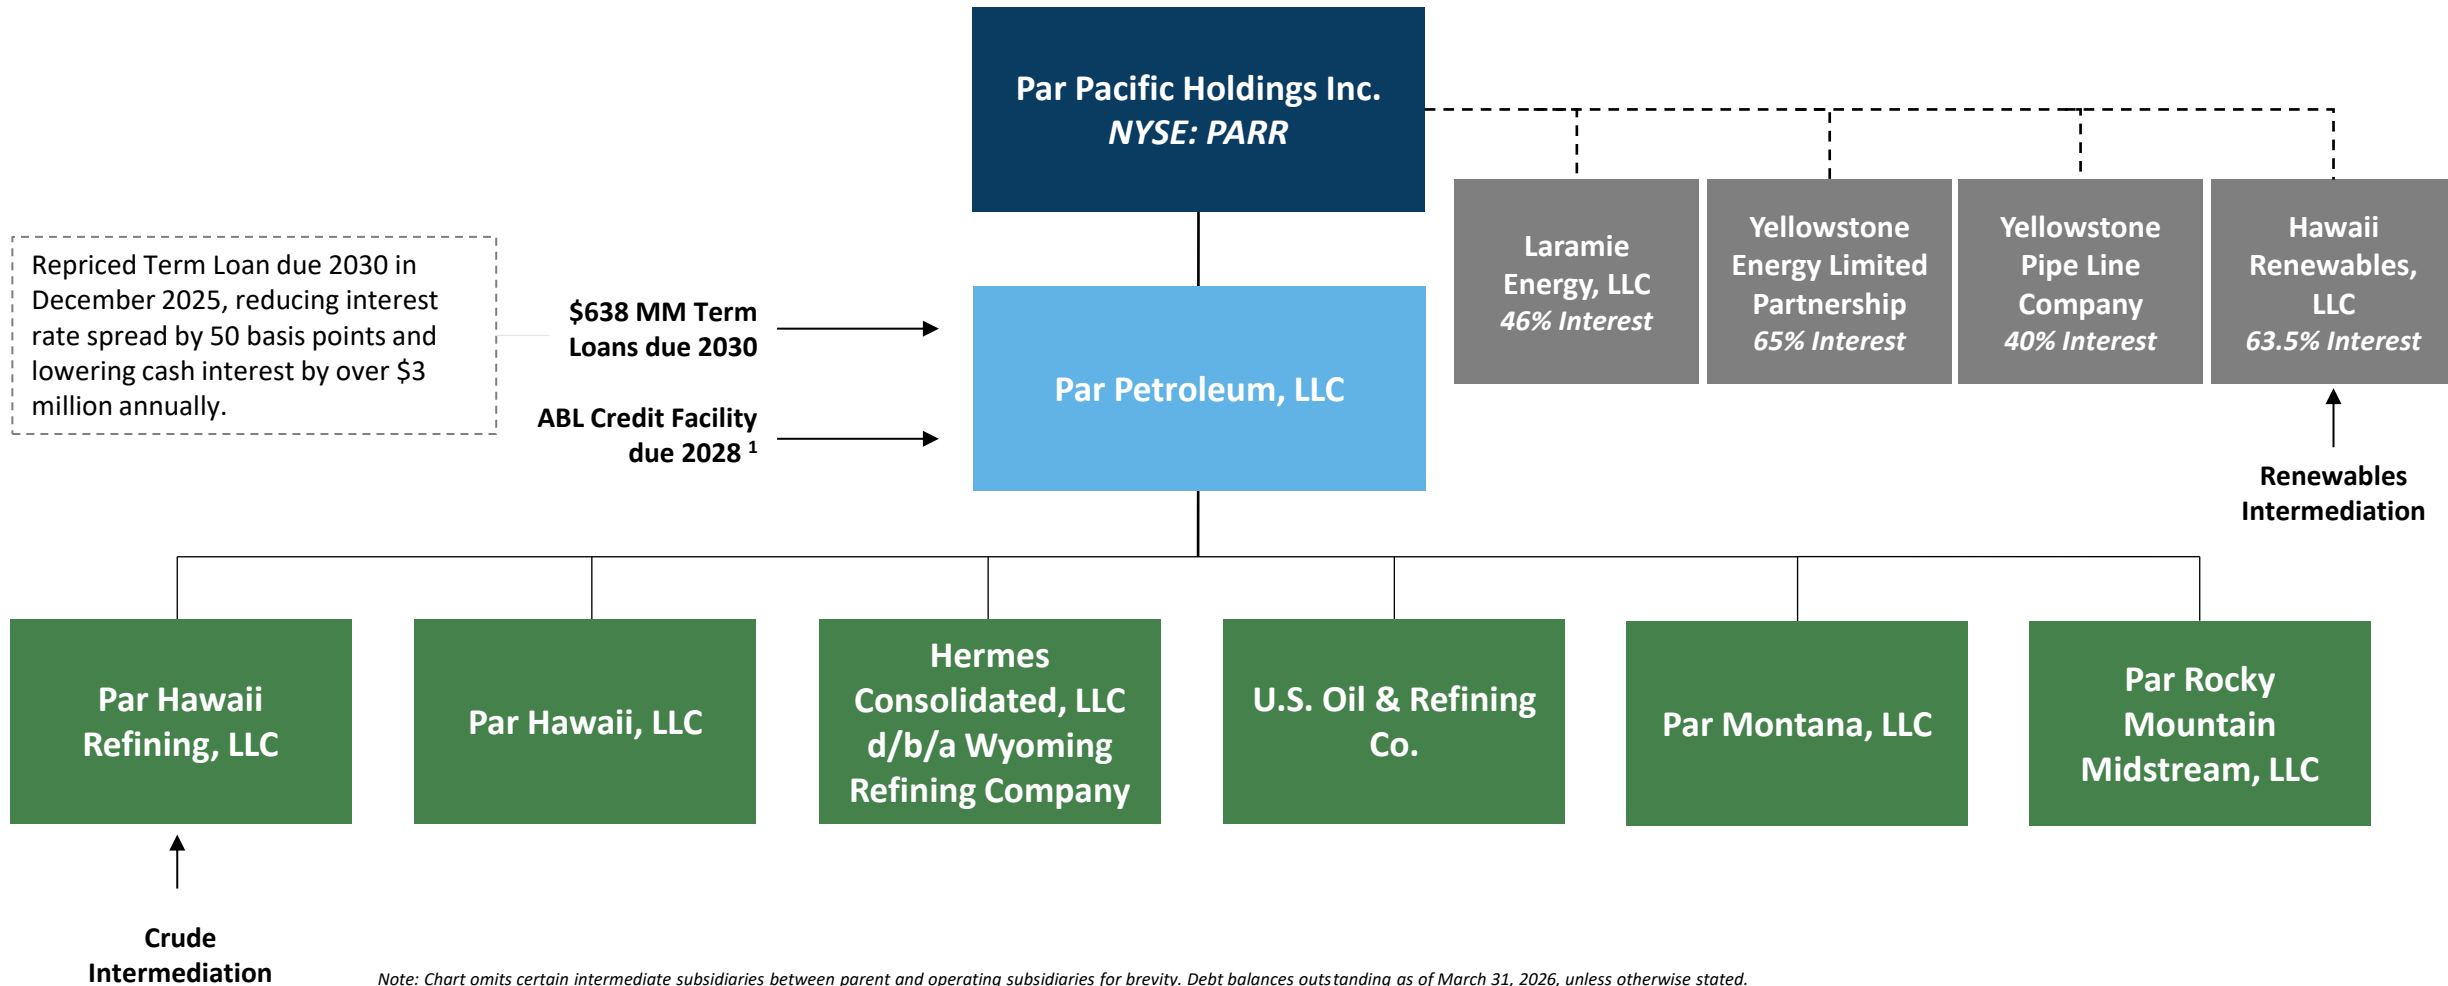 Par Pacific Holdings Inc.
NYSE: PARR
Laramie
Energy, LLC
46% Interest
Yellowstone
Energy Limited
Partnership
65% Interest
Yellowstone
Pipe Line
Company
40% Interest
Hawaii
Renewables,
LLC
63.5% Interest
Repriced Term Loan due 2030 in
December 2025, reducing interest
rate spread by 50 basis points and
lowering cash interest by over $3
million annually.
$638 MM Term
Loans due 2030
ABL Credit Facility
due 2028 ¹
Par Petroleum, LLC
Renewables
Intermediation
Par Hawaii
Refining, LLC
Par Hawaii, LLC
Hermes
Consolidated, LLC
d/b/a Wyoming
Refining Company
U.S. Oil & Refining
Co.
Par Montana, LLC
Par Rocky
Mountain
Midstream, LLC
Crude
Intermediation
Note: Chart omits certain intermediate subsidiaries between parent and operating subsidiaries for brevity. Debt balances outstanding as of March 31, 2026, unless otherwise stated.